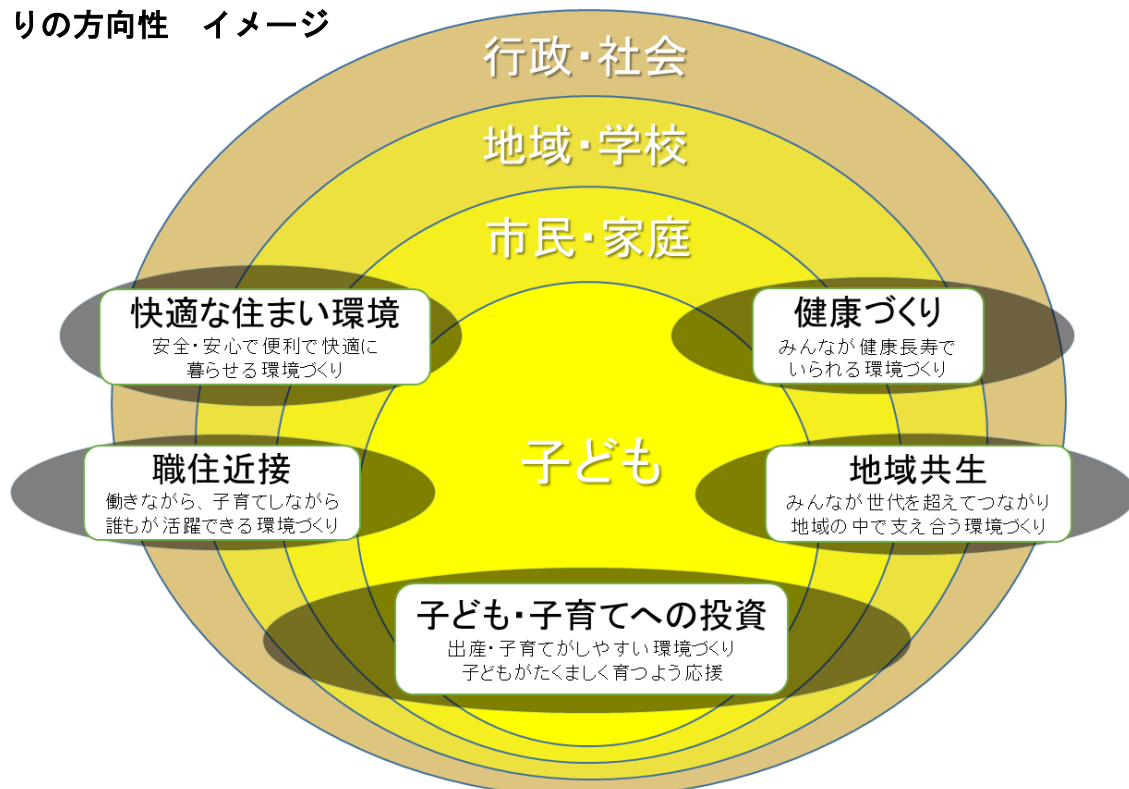 りの方向性　イメージ
行政・社会
地域・学校
市民・家庭
快適な住まい環境
安全・安心で便利で快適に
暮らせる環境づくり
健康づくり
みんなが健康長寿で
いられる環境づくり
子ども
職住近接
働きながら、子育てしながら
誰もが活躍できる環境づくり
地域共生
みんなが世代を超えてつながり
地域の中で支え合う環境づくり
子ども・子育てへの投資
出産・子育てがしやすい環境づくり
子どもがたくましく育つよう応援